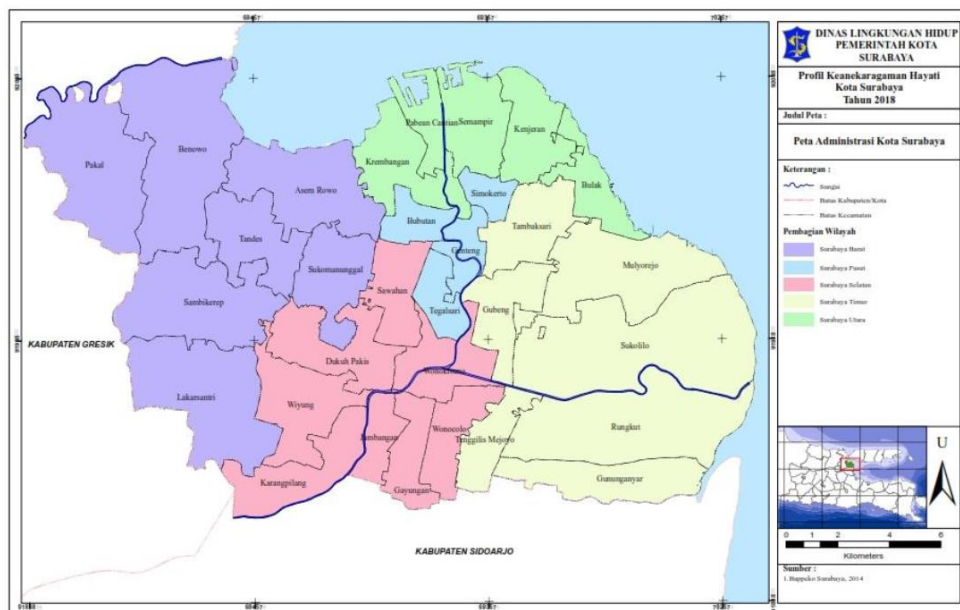 DINAS LINGKUNGAN HIDUP
PEMERINTAH KOTA
SURABAYA
Profil Keanekaragaman Hayati
Kota Surabaya
Tahun 2018
Judul Peta :
Peta Administrasi Kota Surabaya
Keterangan :
Sungai
Batas Kabupaten/Kota
Batas Kecamatan
Pembagian Wilayah
Surabaya Barat
Surabaya Pusat
Surabaya Selatan
Surabaya Timur
Surabaya Utara
U
0 2 4 6
Kilometers
Sumber :
1. Bappeko Surabaya, 2014
Pabean Cantian
Semampir
Kenjeran
Krembangan
Bulak
Pakal
Benowo
Asem Rowo
Simokerto
Bubutan
Tambaksari
Tandes
Genteng
Mulyorejo
Sukomanunggal
Sawahan
Sambikerep
Tegalsari
Gubeng
Sukolilo
KABUPATEN GRESIK
Dukuh Pakis
Wonokromo
Lakarsantri
Wiyung
Jambangan
Wonocolo
Tenggilis Mejoyo
Rungkut
Karangpilang
Gayungan
Gununganyar
KABUPATEN SIDOARJO